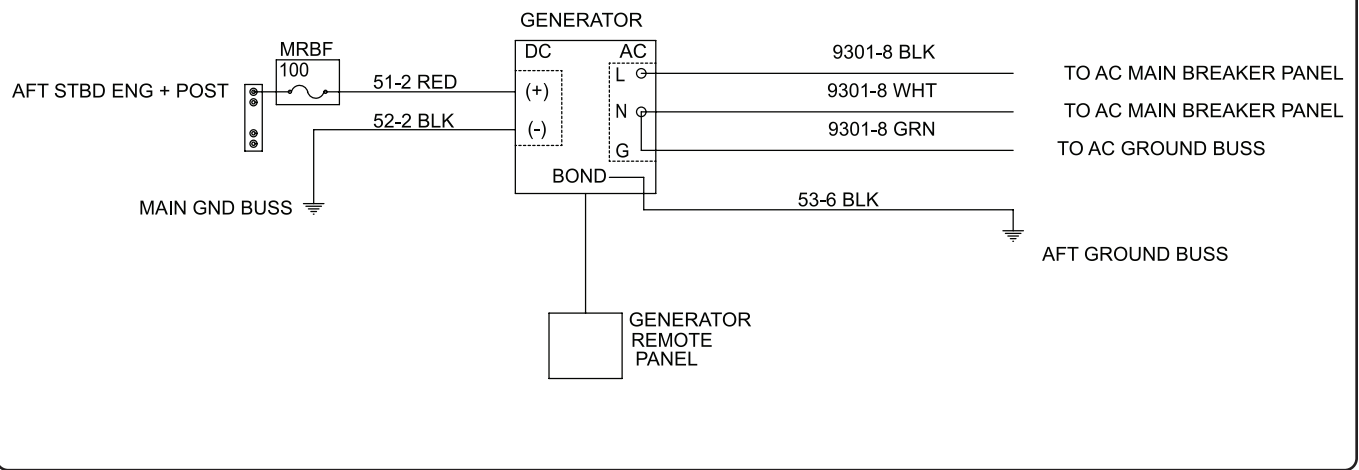 GENERATOR
MRBF
100
DC
AC
9301-8 BLK
L
TO AC MAIN BREAKER PANEL
AFT STBD ENG + POST
51-2 RED
(+)
9301-8 WHT
N
TO AC MAIN BREAKER PANEL
52-2 BLK
(-)
9301-8 GRN
G
TO AC GROUND BUSS
BOND
MAIN GND BUSS
53-6 BLK
AFT GROUND BUSS
GENERATOR
REMOTE
PANEL